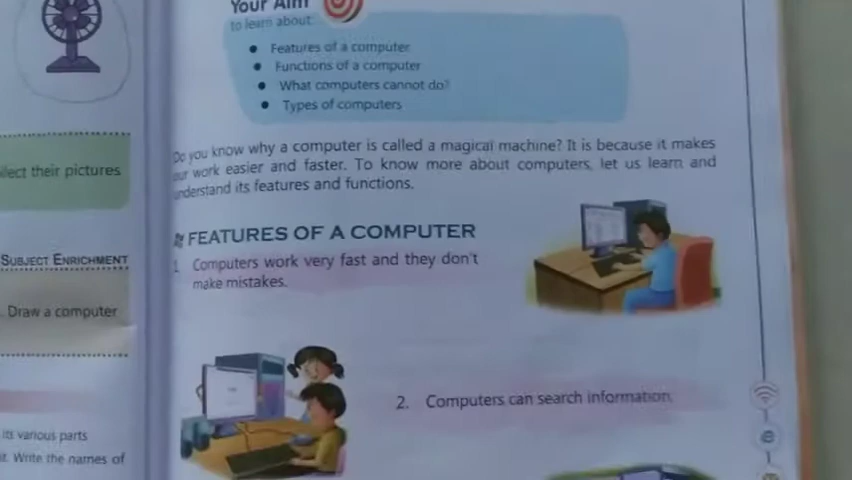 Your Aim
to learn about:
• Features of a computer
• Functions of a computer
• What computers cannot do?
• Types of computers
Do you know why a computer is called a magical machine? It is because it makes
our work easier and faster. To know more about computers, let us learn and
understand its features and functions.
FEATURES OF A COMPUTER
1. Computers work very fast and they don't
make mistakes.
2. Computers can search information.
llect their pictures
SUBJECT ENRICHMENT
. Draw a computer
its various parts
it. Write the names of